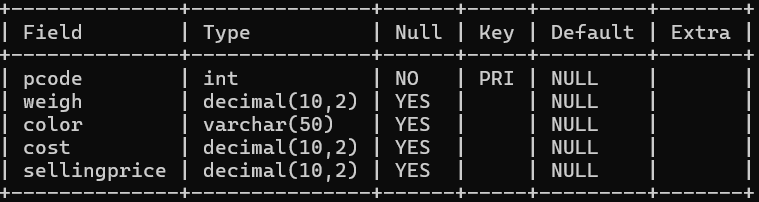 +---------------+---------------+------+-----+---------+-------+
| Field         | Type          | Null | Key | Default | Extra |
+---------------+---------------+------+-----+---------+-------+
| pcode         | int           | NO   | PRI | NULL    |       |
| weigh         | decimal(10,2) | YES  |     | NULL    |       |
| color         | varchar(50)   | YES  |     | NULL    |       |
| cost          | decimal(10,2) | YES  |     | NULL    |       |
| sellingprice  | decimal(10,2) | YES  |     | NULL    |       |
+---------------+---------------+------+-----+---------+-------+